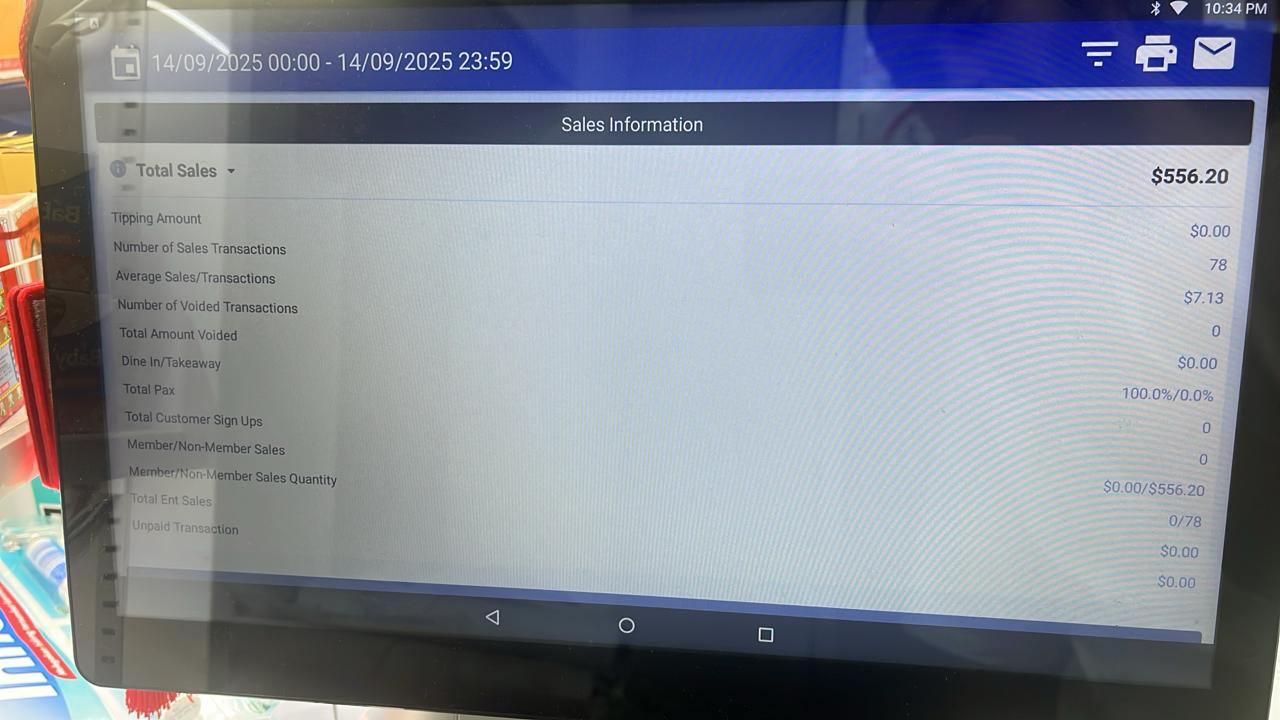 10:34 PM
14/09/2025 00:00 - 14/09/2025 23:59
Sales Information
Total Sales $556.20
Tipping Amount $0.00
Number of Sales Transactions 78
Average Sales/Transactions $7.13
Number of Voided Transactions 0
Total Amount Voided $0.00
Dine In/Takeaway 100.0%/0.0%
Total Pax 0
Total Customer Sign Ups 0
Member/Non-Member Sales $0.00/$556.20
Member/Non-Member Sales Quantity 0/78
Total Ent Sales $0.00
Unpaid Transaction $0.00